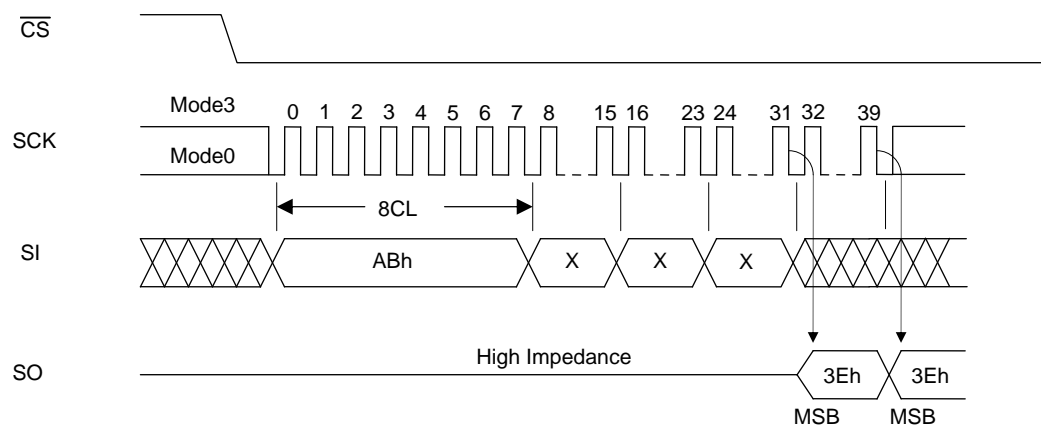 CS
Mode3
0 1 2 3 4 5 6 7 8 15 16 23 24 31 32 39
SCK
Mode0
8CL
SI
ABh X X X
High Impedance
SO
3Eh 3Eh
MSB MSB